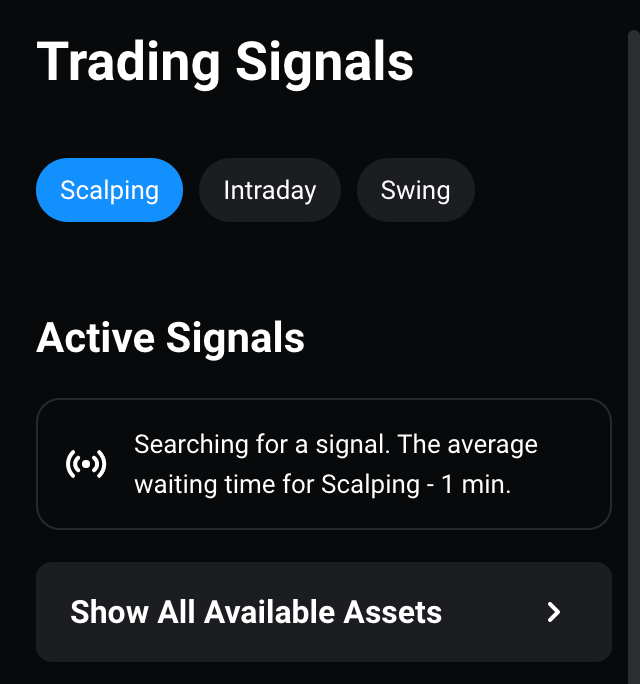 Trading Signals
Scalping
Intraday
Swing
Active Signals
Searching for a signal. The average
waiting time for Scalping - 1 min.
Show All Available Assets